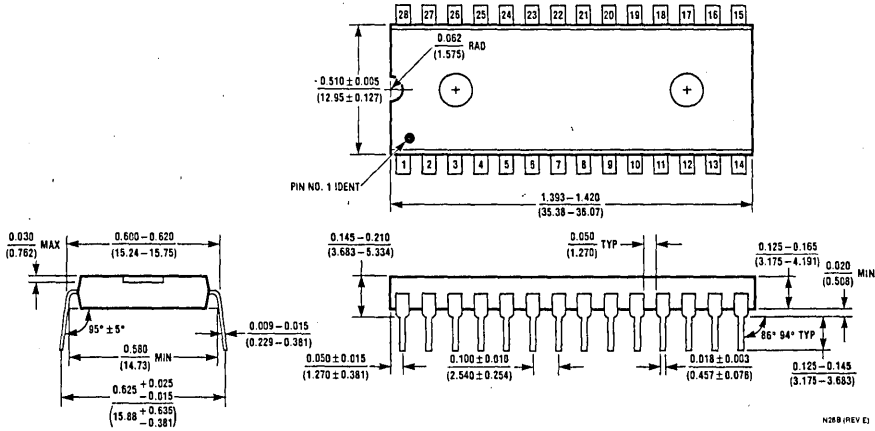 28 27 26 25 24 23 22 21 20 19 18 17 16 15
0.062
(1.575)
RAD
0.510 ± 0.005
(12.95 ± 0.127)
PIN NO. 1 IDENT
1 2 3 4 5 6 7 8 9 10 11 12 13 14
1.393 – 1.420
(35.38 – 36.07)
0.030
(0.762)
MAX
0.600 – 0.620
(15.24 – 15.75)
95° ± 5°
0.009 – 0.015
(0.229 – 0.381)
0.580
(14.73)
MIN
0.625 + 0.025
– 0.015
(15.88 + 0.635
– 0.381)
0.145 – 0.210
(3.683 – 5.334)
0.050
(1.270)
TYP
0.125 – 0.165
(3.175 – 4.191)
0.020
(0.508)
MIN
86° 94° TYP
0.050 ± 0.015
(1.270 ± 0.381)
0.100 ± 0.010
(2.540 ± 0.254)
0.018 ± 0.003
(0.457 ± 0.076)
0.125 – 0.145
(3.175 – 3.683)
N28B (REV E)